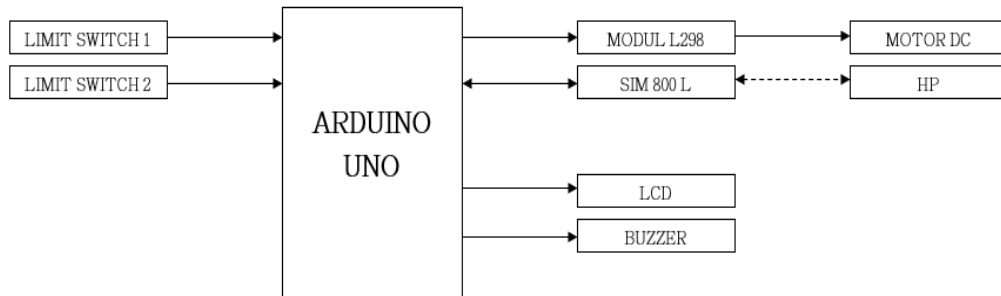 LIMIT SWITCH 1
LIMIT SWITCH 2
ARDUINO
UNO
MODUL L298
MOTOR DC
SIM 800 L
HP
LCD
BUZZER